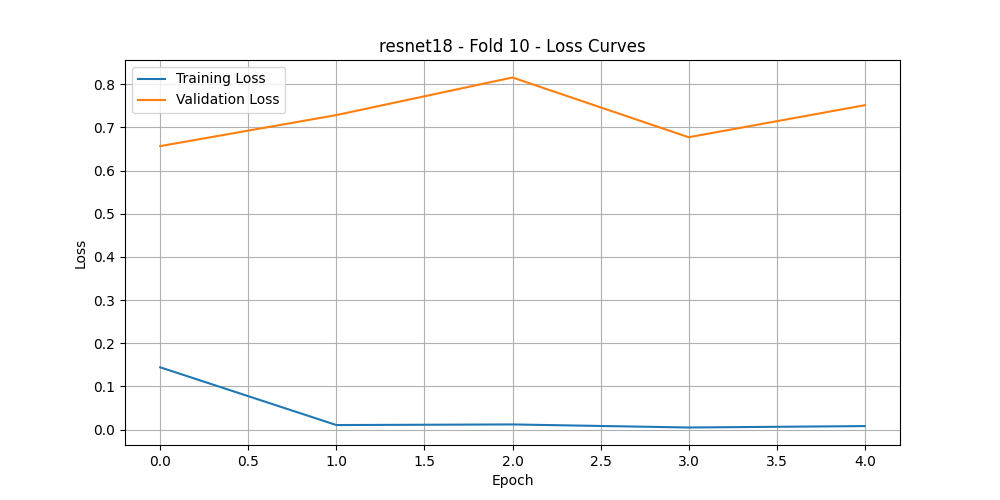 resnet18 - Fold 10 - Loss Curves
Training Loss
Validation Loss
Loss
0.8
0.7
0.6
0.5
0.4
0.3
0.2
0.1
0.0
0.0 0.5 1.0 1.5 2.0 2.5 3.0 3.5 4.0
Epoch